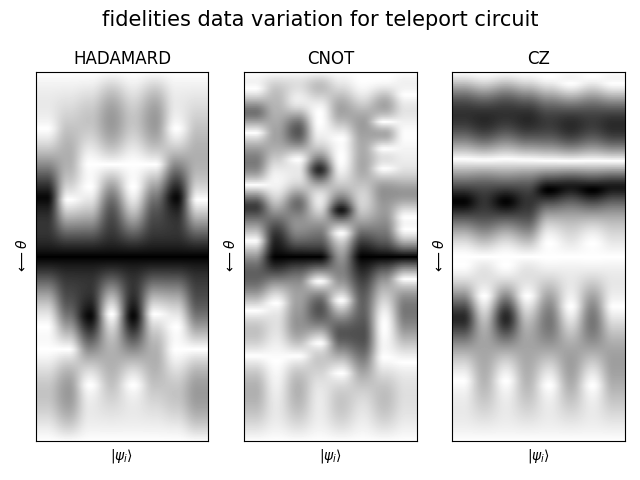 fidelities data variation for teleport circuit
HADAMARD
CNOT
CZ
⟵ θ
⟵ θ
⟵ θ
|ψᵢ⟩
|ψᵢ⟩
|ψᵢ⟩